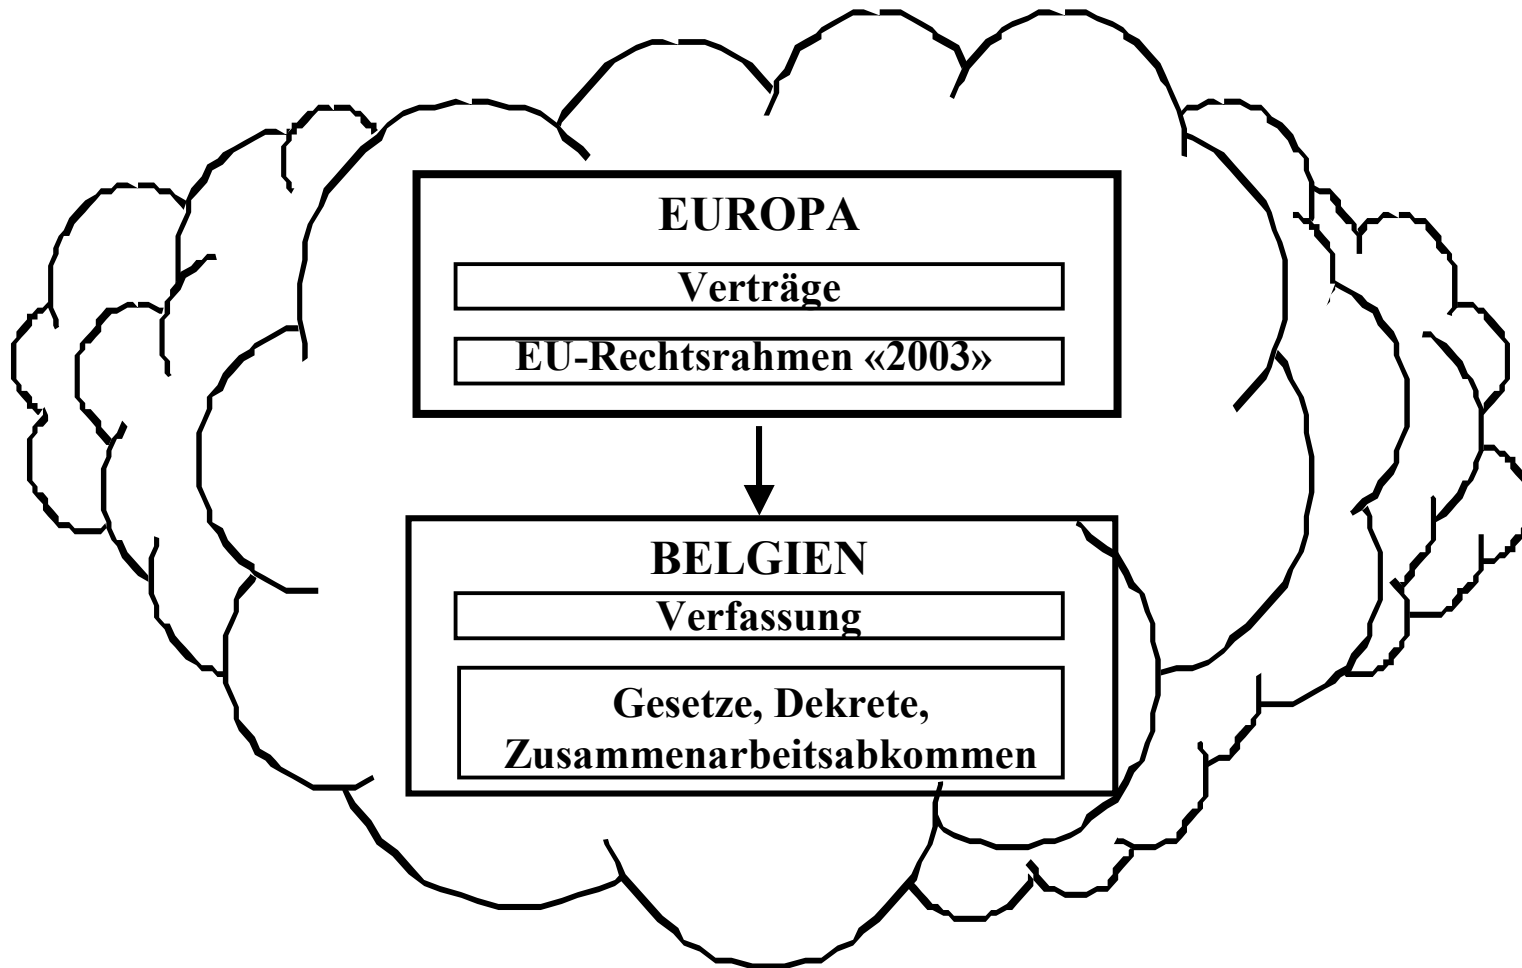 EUROPA
Verträge
EU-Rechtsrahmen «2003»
BELGIEN
Verfassung
Gesetze, Dekrete,
Zusammenarbeitsabkommen